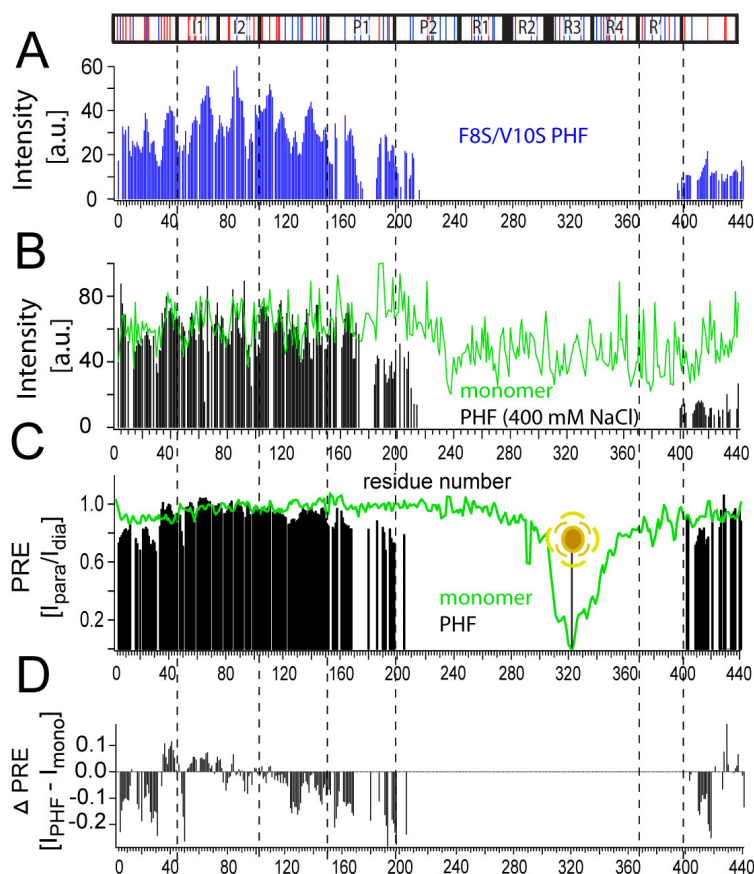 I1 I2 P1 P2 R1 R2 R3 R4 R'
A
Intensity
[a.u.]
60
40
20
0
F8S/V10S PHF
0 40 80 120 160 200 240 280 320 360 400 440
B
Intensity
[a.u.]
80
40
0
monomer
PHF (400 mM NaCl)
0 40 80 120 160 200 240 280 320 360 400 440
residue number
C
PRE
[Ipara/Idia]
1.0
0.6
0.2
monomer
PHF
0 40 80 120 160 200 240 280 320 360 400 440
D
Δ PRE
[IPHF - Imono]
0.1
0.0
-0.1
-0.2
0 40 80 120 160 200 240 280 320 360 400 440